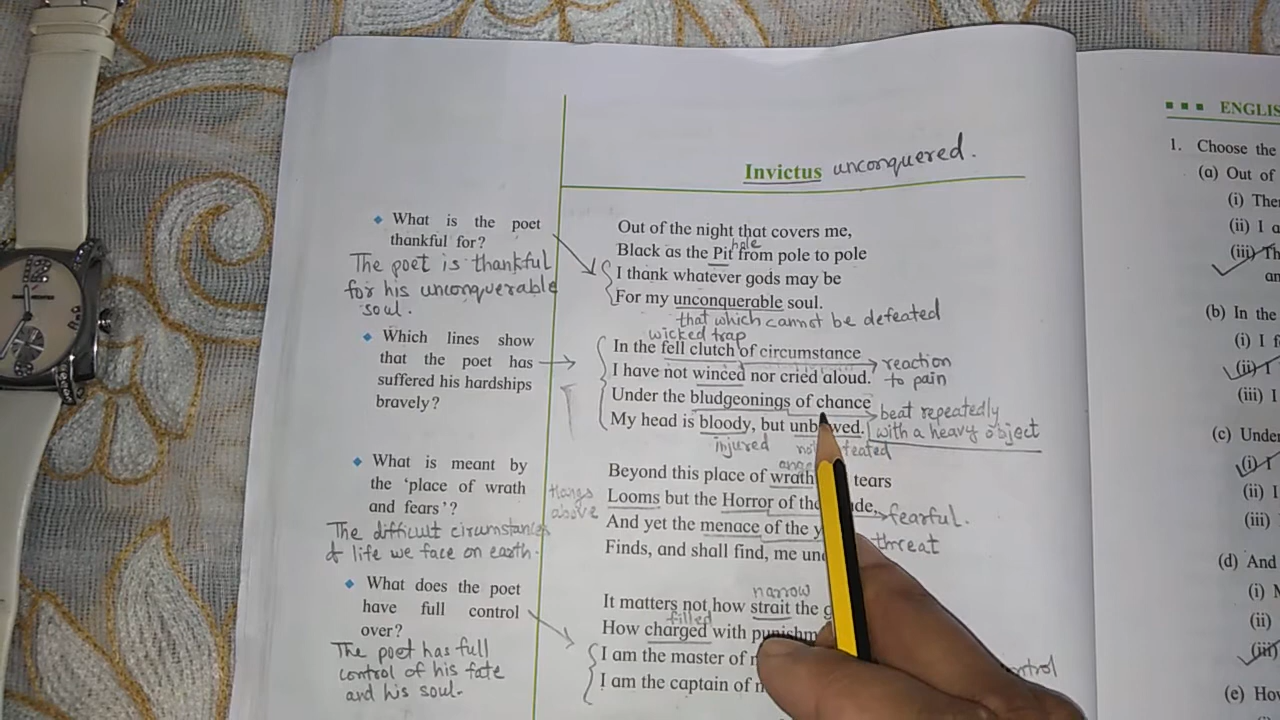 ENGLIS
Invictus unconquered.
What is the poet
thankful for?
The poet is thankful
for his unconquerable
soul.
Which lines show
that the poet has
suffered his hardships
bravely?
What is meant by
the 'place of wrath
and fears'?
The difficult circumstances
of life we face on earth.
What does the poet
have full control
over?
The poet has full
control of his fate
and his soul.
Out of the night that covers me,
hole
Black as the Pit from pole to pole
I thank whatever gods may be
For my unconquerable soul.
that which cannot be defeated
wicked trap
In the fell clutch of circumstance
reaction
I have not winced nor cried aloud.
to pain
Under the bludgeonings of chance
beat repeatedly
My head is bloody, but
with a heavy object
injured
Beyond this place of wrath tears
Hangs
above
Looms but the Horror of the
fearful.
And yet the menace of the
threat
Finds, and shall find, me
narrow
It matters not how strait the
filled
How charged with
I am the master of
I am the captain of
1. Choose the
(a) Out of
(i)
(ii) I
(iii)
(b) In the
(i) I
(ii) I
(iii) I
(c)
(i) I
(ii) I
(iii)
(d) And
(i)
(ii)
(iii)
(e)